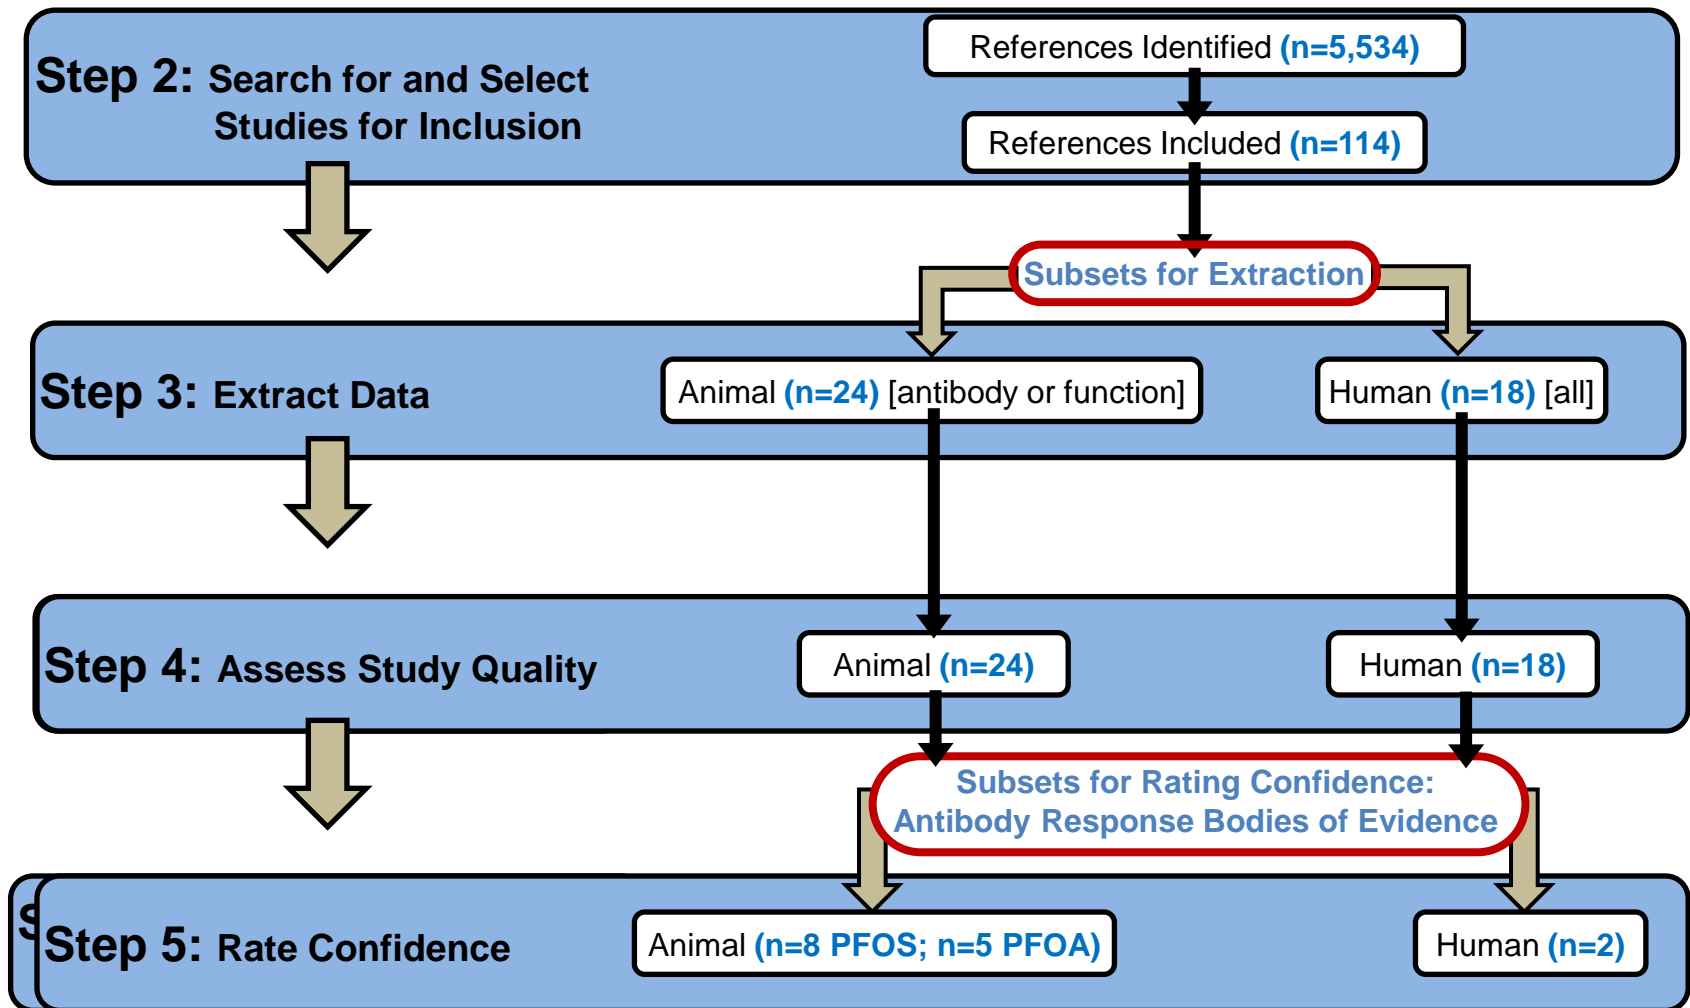 Step 2: Search for and Select
Studies for Inclusion
References Identified (n=5,534)
References Included (n=114)
Subsets for Extraction
Step 3: Extract Data
Animal (n=24) [antibody or function]
Human (n=18) [all]
Step 4: Assess Study Quality
Animal (n=24)
Human (n=18)
Subsets for Rating Confidence:
Antibody Response Bodies of Evidence
S
Step 5: Rate Confidence
Animal (n=8 PFOS; n=5 PFOA)
Human (n=2)